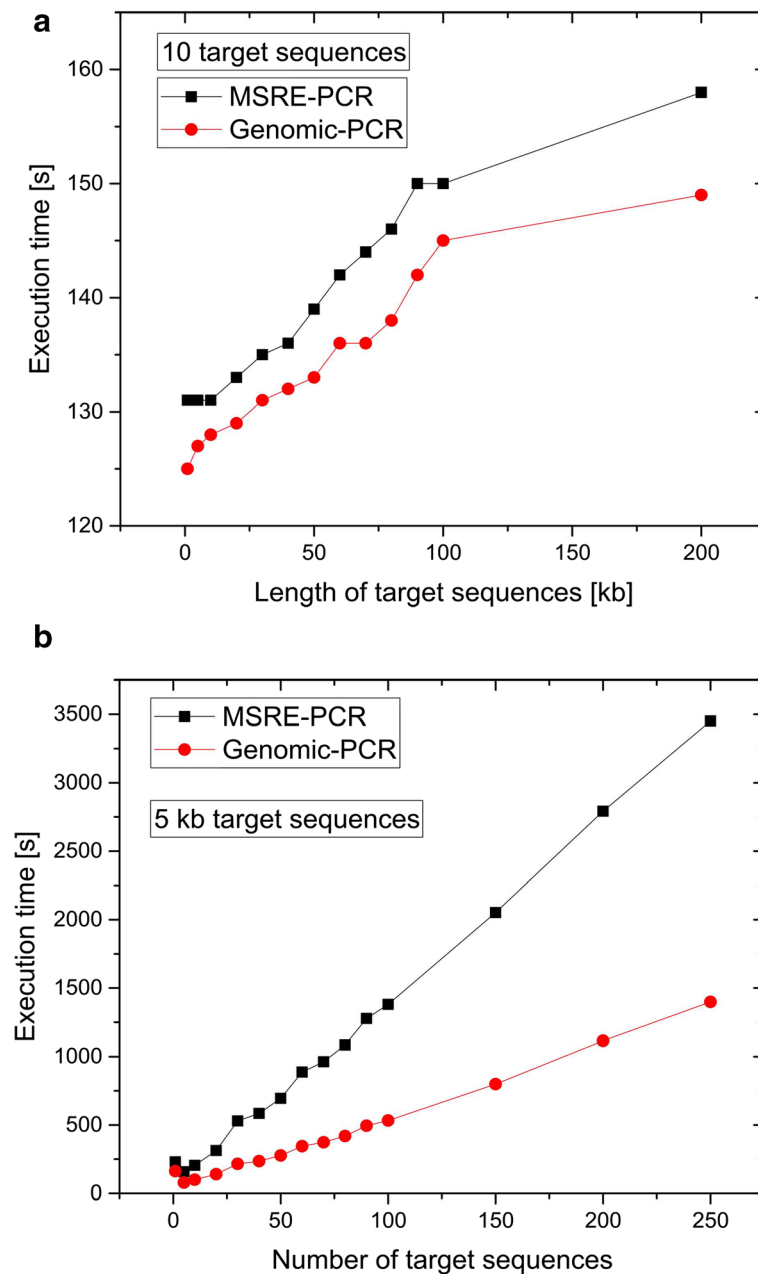 a
10 target sequences
MSRE-PCR
Genomic-PCR
160
150
140
130
120
Execution time [s]
0 50 100 150 200
Length of target sequences [kb]
b
MSRE-PCR
Genomic-PCR
5 kb target sequences
3500
3000
2500
2000
1500
1000
500
0
Execution time [s]
0 50 100 150 200 250
Number of target sequences